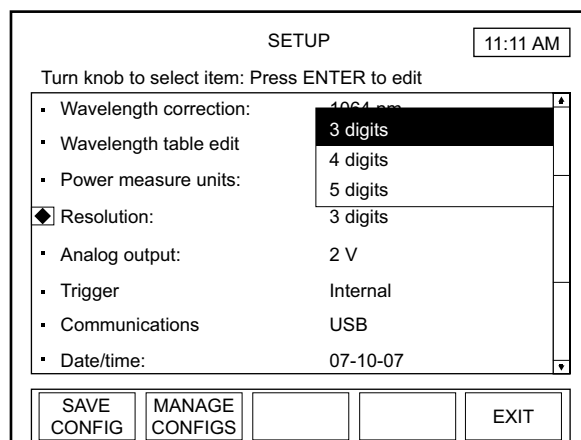 SETUP
11:11 AM
Turn knob to select item: Press ENTER to edit
Wavelength correction: 1064 nm
3 digits
Wavelength table edit
4 digits
Power measure units:
5 digits
Resolution: 3 digits
Analog output: 2 V
Trigger Internal
Communications USB
Date/time: 07-10-07
SAVE CONFIG
MANAGE CONFIGS
EXIT